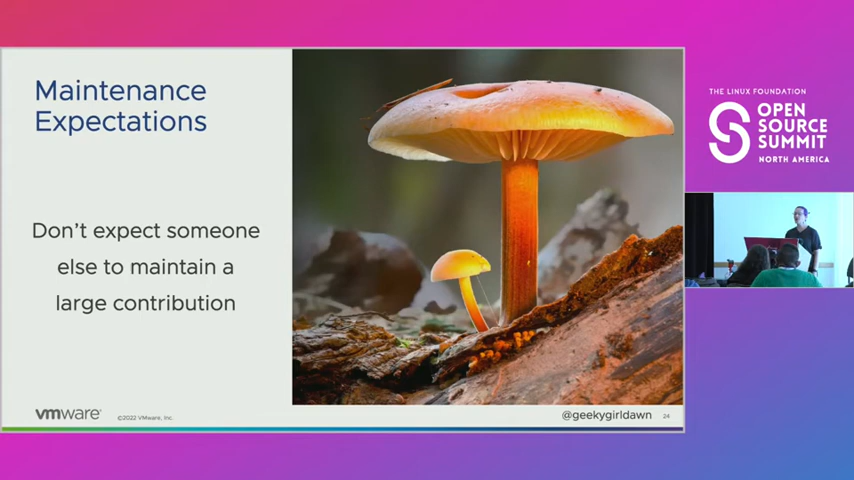 Maintenance
Expectations
Don't expect someone
else to maintain a
large contribution
vmware®
©2022 VMware, Inc.
@geekygirldawn
24
THE LINUX FOUNDATION
OPEN
SOURCE
SUMMIT
NORTH AMERICA